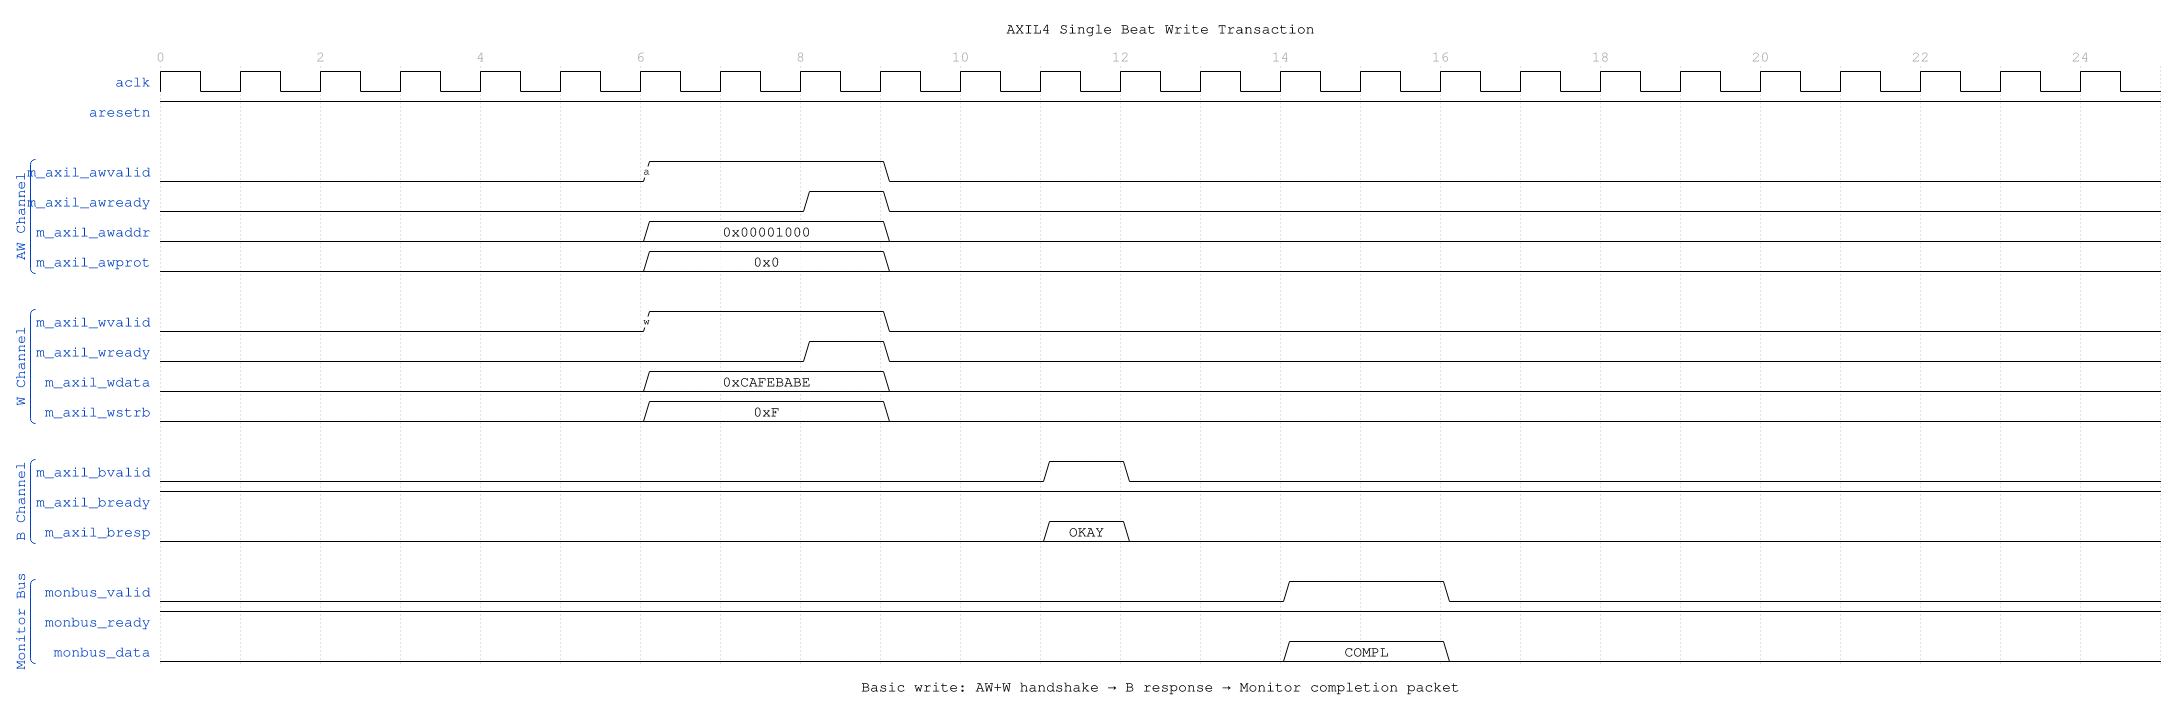 AXIL4 Single Beat Write Transaction
0 2 4 6 8 10 12 14 16 18 20 22 24
aclk
aresetn
AW Channel
m_axil_awvalid a
m_axil_awready
m_axil_awaddr 0x00001000
m_axil_awprot 0x0
W Channel
m_axil_wvalid w
m_axil_wready
m_axil_wdata 0xCAFEBABE
m_axil_wstrb 0xF
B Channel
m_axil_bvalid
m_axil_bready
m_axil_bresp OKAY
Monitor Bus
monbus_valid
monbus_ready
monbus_data COMPL
Basic write: AW+W handshake → B response → Monitor completion packet